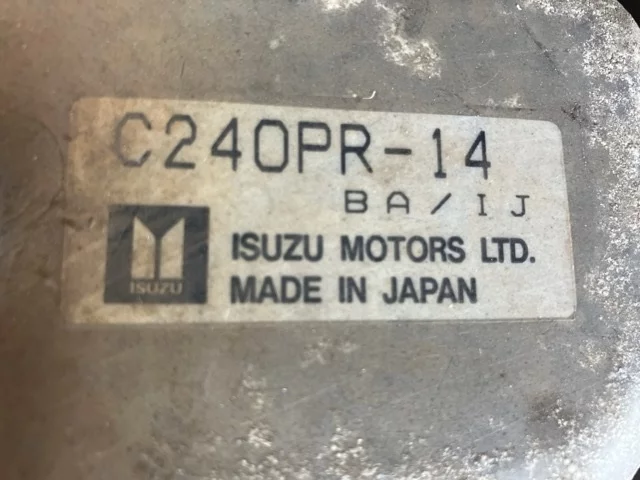 C240PR-14
BA/IJ
ISUZU MOTORS LTD.
ISUZU MADE IN JAPAN